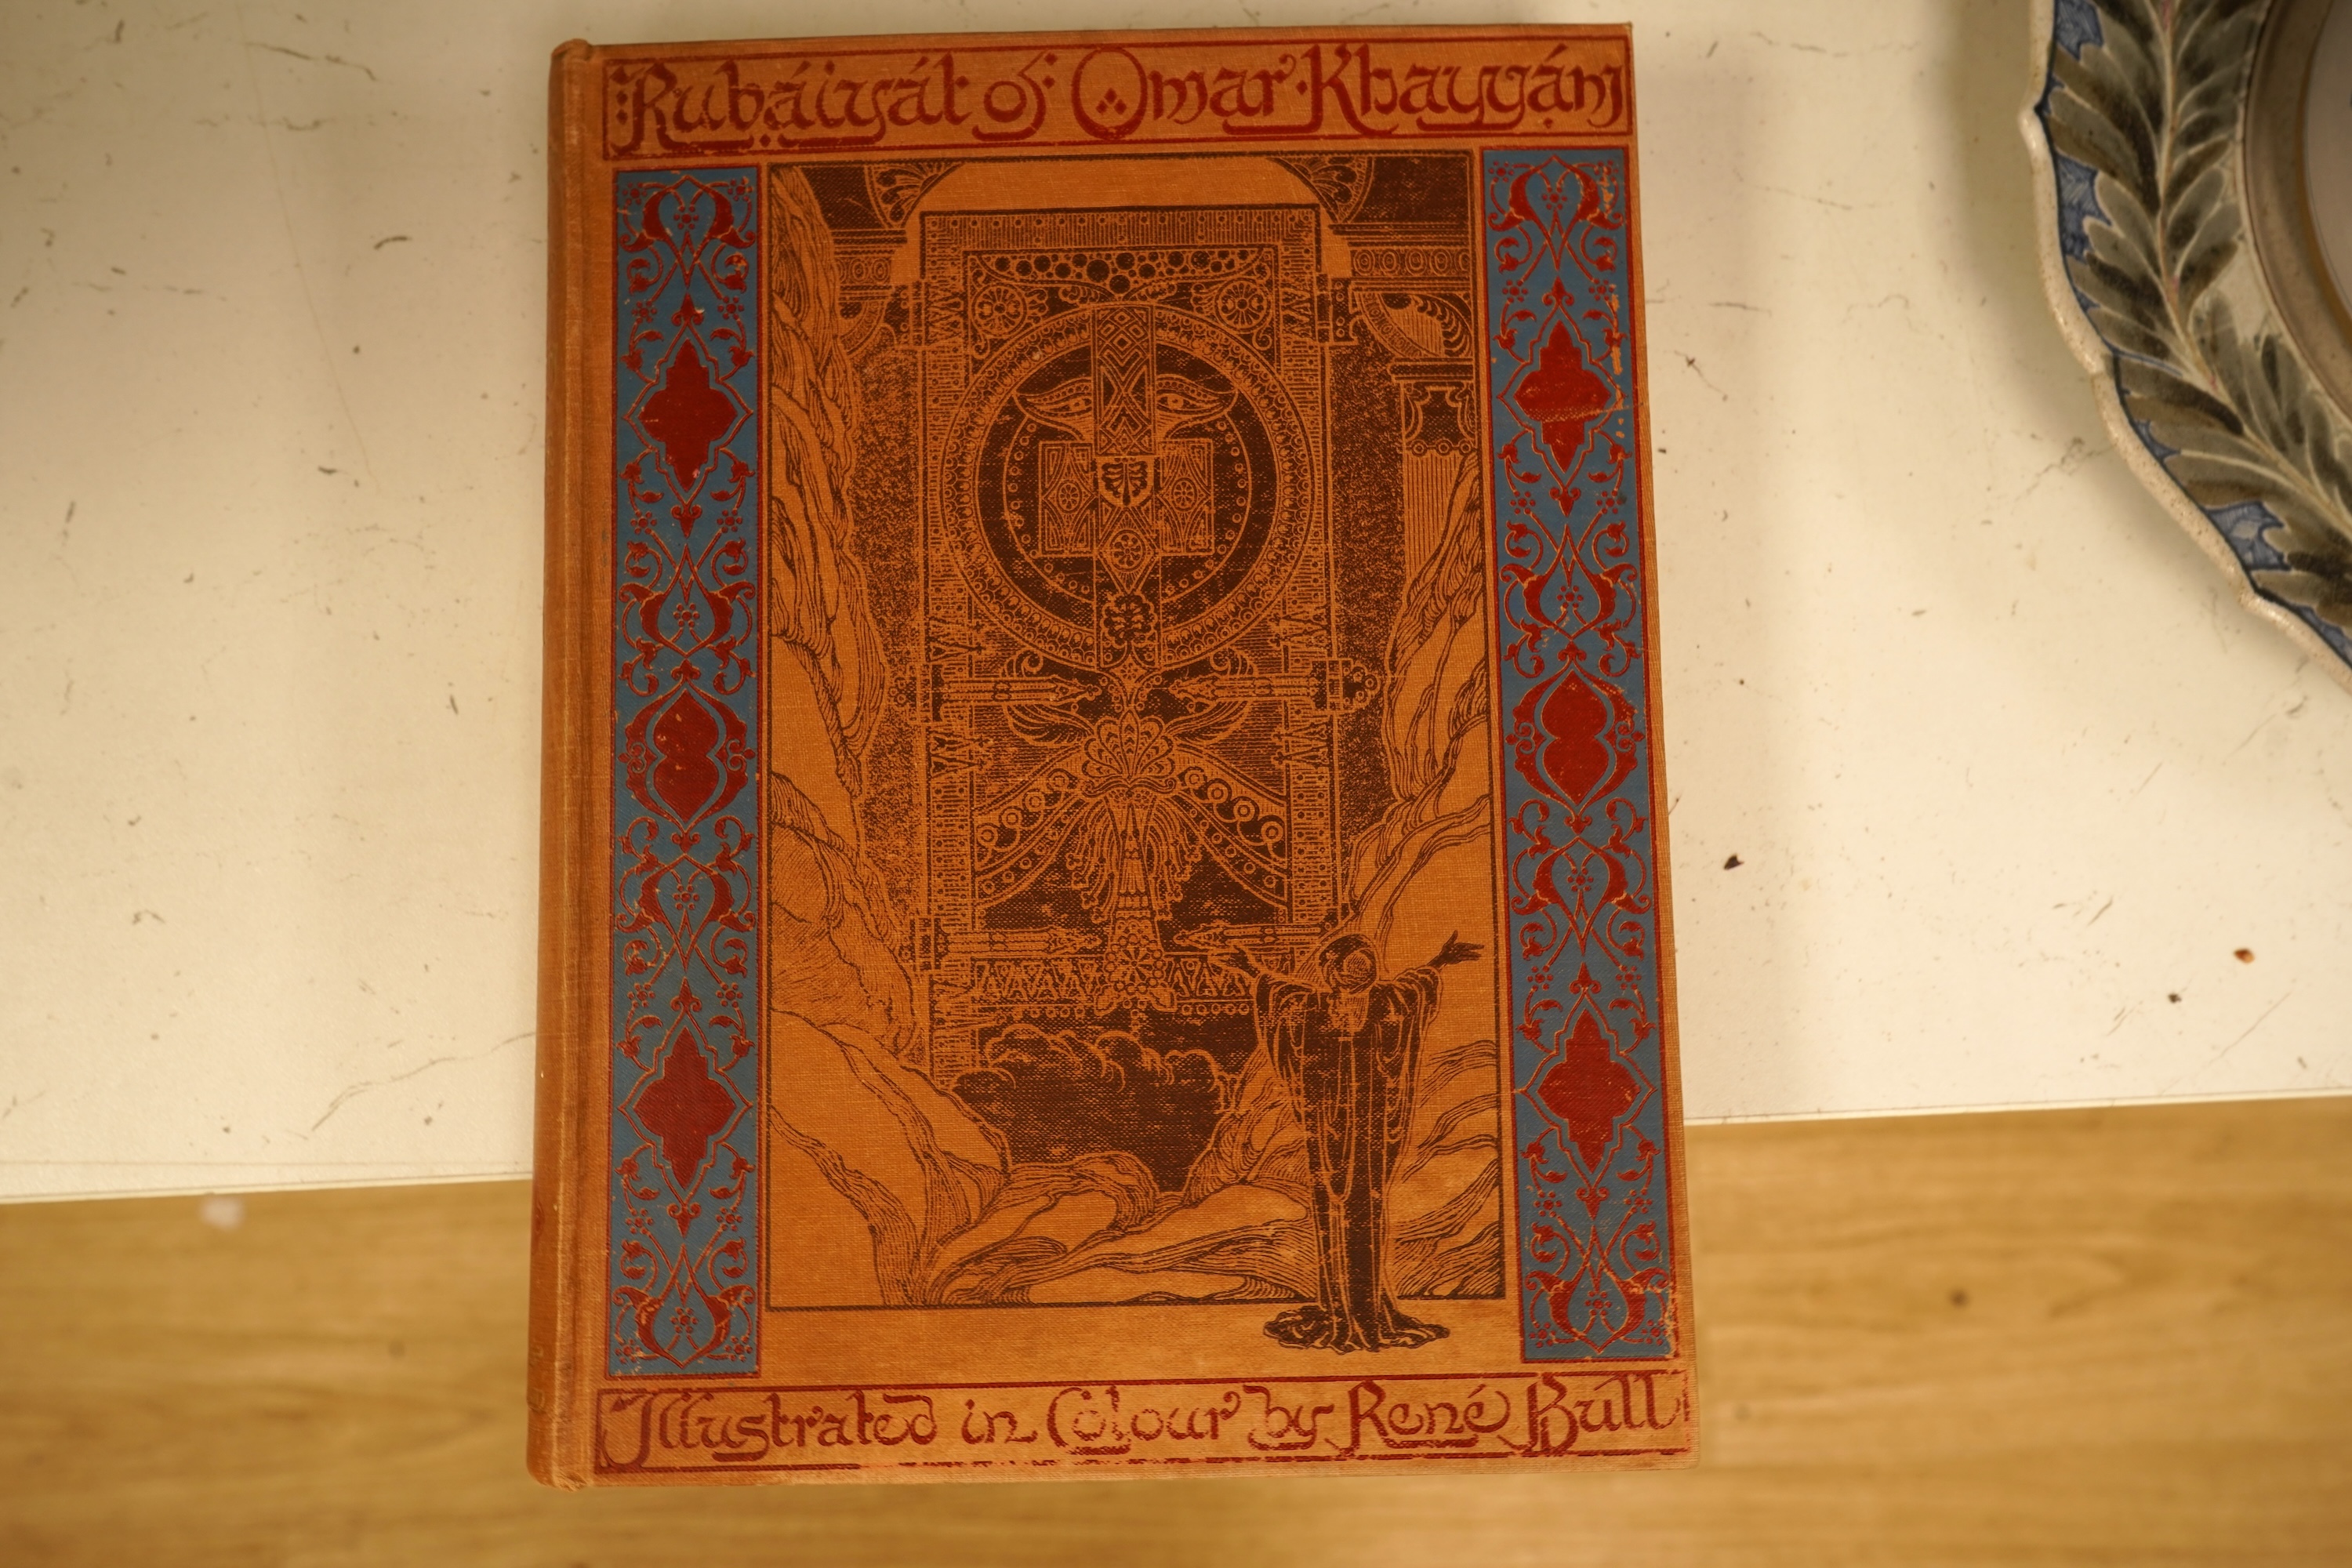 Rubáiyát of Omar Khayyám
Illustrated in Colour by René Bull